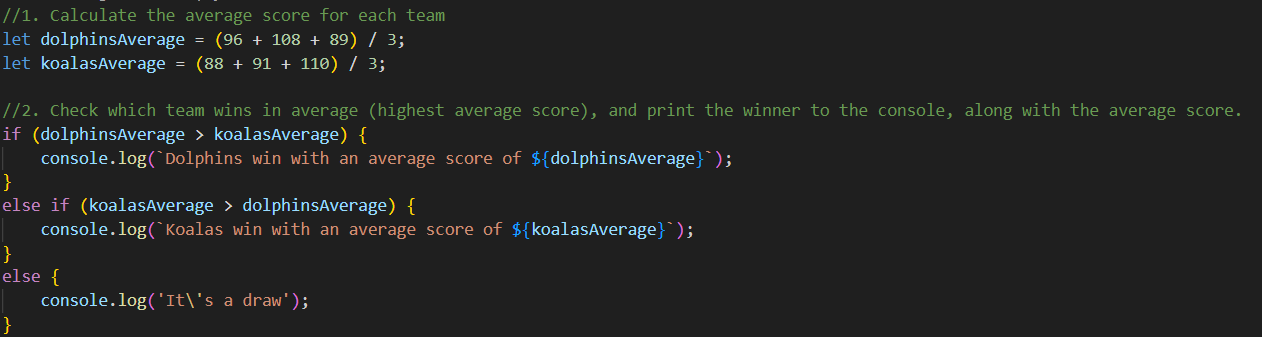 //1. Calculate the average score for each team
let dolphinsAverage = (96 + 108 + 89) / 3;
let koalasAverage = (88 + 91 + 110) / 3;

//2. Check which team wins in average (highest average score), and print the winner to the console, along with the average score.
if (dolphinsAverage > koalasAverage) {
    console.log(`Dolphins win with an average score of ${dolphinsAverage}`);
}
else if (koalasAverage > dolphinsAverage) {
    console.log(`Koalas win with an average score of ${koalasAverage}`);
}
else {
    console.log('It\'s a draw');
}